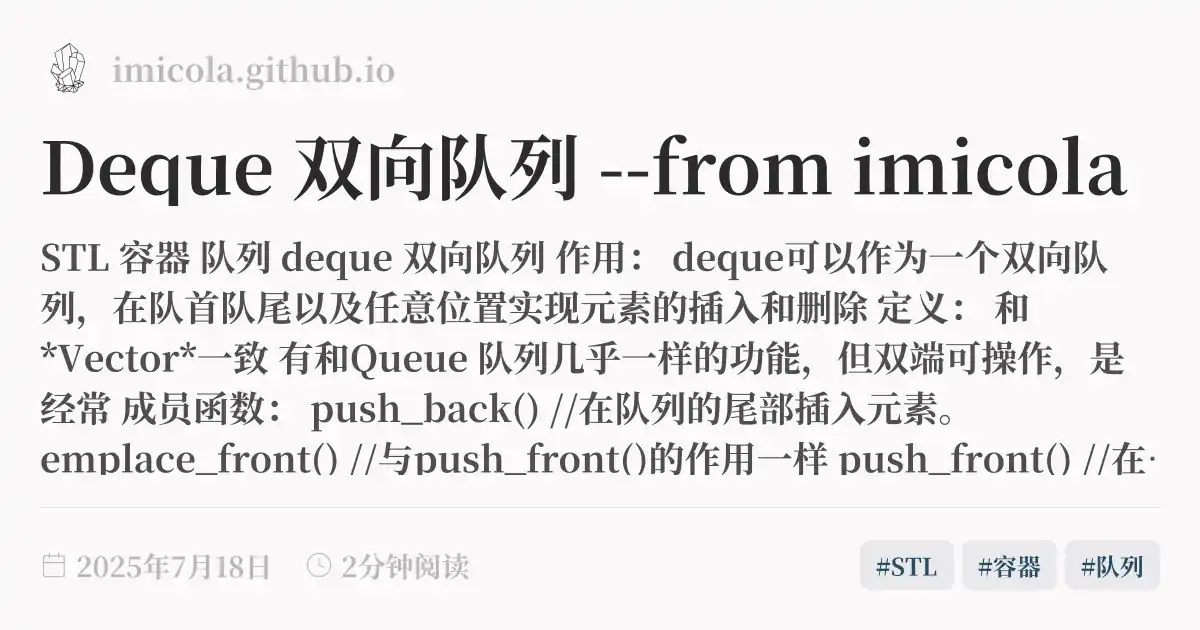 imicola.github.io
Deque 双向队列 --from imicola
STL 容器 队列 deque 双向队列 作用： deque可以作为一个双向队
列，在队首队尾以及任意位置实现元素的插入和删除 定义： 和
*Vector*一致 有和Queue 队列几乎一样的功能，但双端可操作，是
经常 成员函数： push_back() //在队列的尾部插入元素。
emplace_front() //与push_front()的作用一样 push_front() //在·
2025年7月18日 2分钟阅读 #STL #容器 #队列